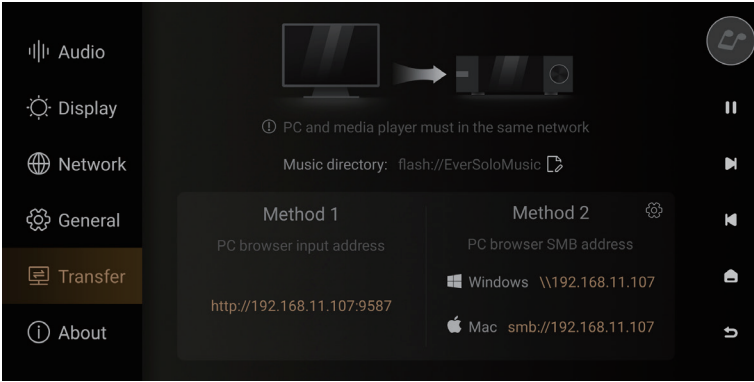 Audio
Display
Network
General
Transfer
About
PC and media player must in the same network
Music directory: flash://EverSoloMusic
Method 1
PC browser input address
http://192.168.11.107:9587
Method 2
PC browser SMB address
Windows \\192.168.11.107
Mac smb://192.168.11.107